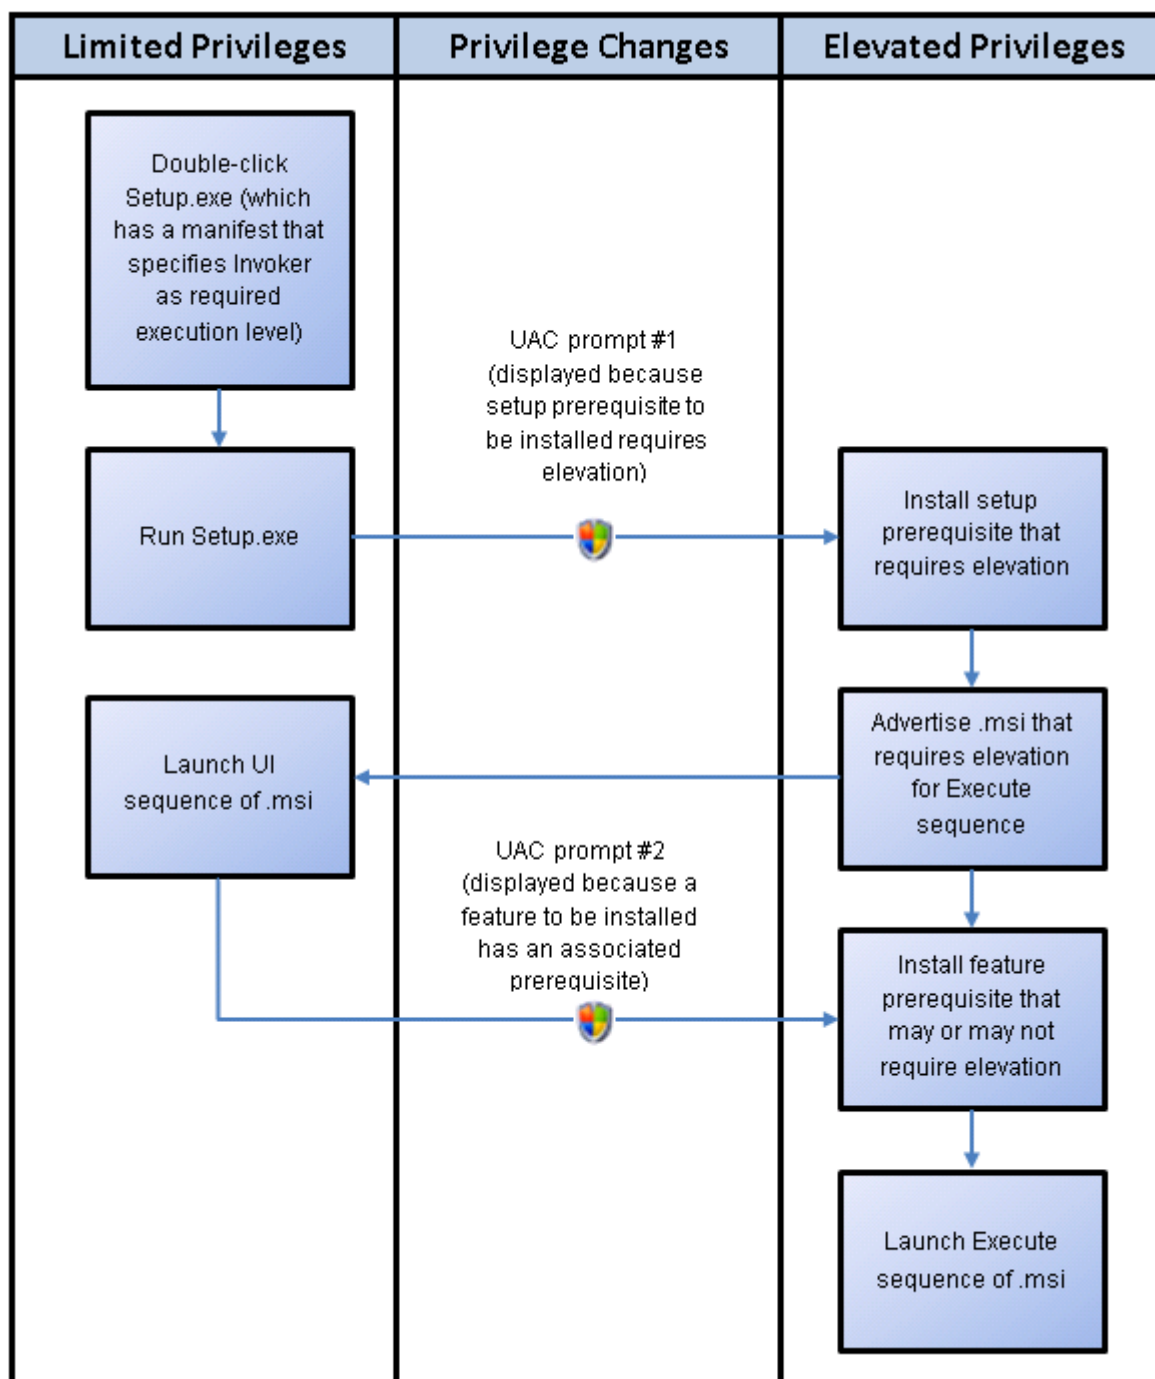 Limited Privileges
Privilege Changes
Elevated Privileges
Double-click
Setup.exe (which
has a manifest that
specifies Invoker
as required
execution level)
UAC prompt #1
(displayed because
setup prerequisite to
be installed requires
elevation)
Run Setup.exe
Install setup
prerequisite that
requires elevation
Launch UI
sequence of .msi
Advertise .msi that
requires elevation
for Execute
sequence
UAC prompt #2
(displayed because a
feature to be installed
has an associated
prerequisite)
Install feature
prerequisite that
may or may not
require elevation
Launch Execute
sequence of .msi